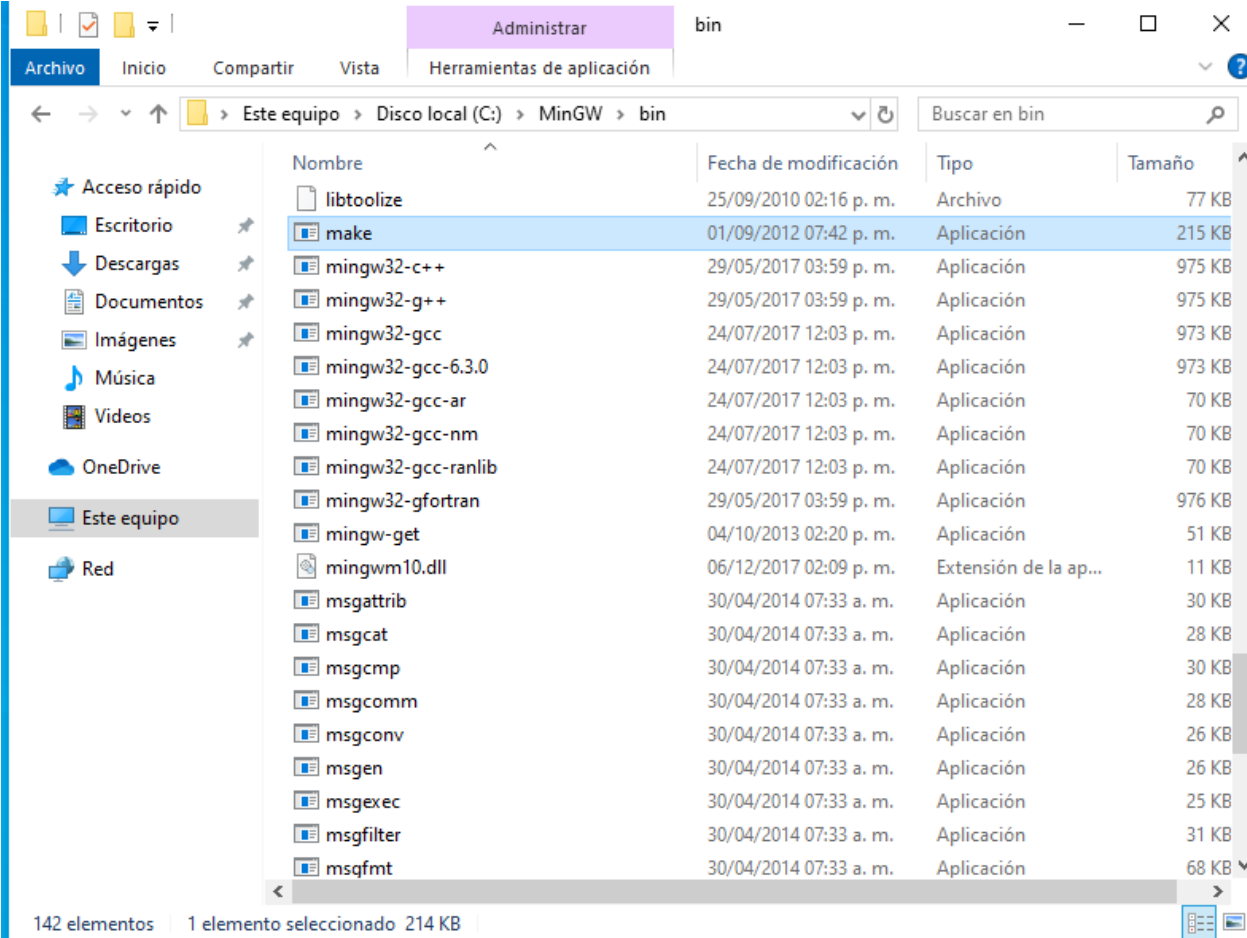 Administrar bin
Archivo Inicio Compartir Vista Herramientas de aplicación ?
Este equipo > Disco local (C:) > MinGW > bin Buscar en bin
Nombre Fecha de modificación Tipo Tamaño
Acceso rápido
Escritorio
Descargas
Documentos
Imágenes
Música
Videos
OneDrive
Este equipo
Red
libtoolize 25/09/2010 02:16 p. m. Archivo 77 KB
make 01/09/2012 07:42 p. m. Aplicación 215 KB
mingw32-c++ 29/05/2017 03:59 p. m. Aplicación 975 KB
mingw32-g++ 29/05/2017 03:59 p. m. Aplicación 975 KB
mingw32-gcc 24/07/2017 12:03 p. m. Aplicación 973 KB
mingw32-gcc-6.3.0 24/07/2017 12:03 p. m. Aplicación 973 KB
mingw32-gcc-ar 24/07/2017 12:03 p. m. Aplicación 70 KB
mingw32-gcc-nm 24/07/2017 12:03 p. m. Aplicación 70 KB
mingw32-gcc-ranlib 24/07/2017 12:03 p. m. Aplicación 70 KB
mingw32-gfortran 29/05/2017 03:59 p. m. Aplicación 976 KB
mingw-get 04/10/2013 02:20 p. m. Aplicación 51 KB
mingwm10.dll 06/12/2017 02:09 p. m. Extensión de la ap... 11 KB
msgattrib 30/04/2014 07:33 a. m. Aplicación 30 KB
msgcat 30/04/2014 07:33 a. m. Aplicación 28 KB
msgcmp 30/04/2014 07:33 a. m. Aplicación 30 KB
msgcomm 30/04/2014 07:33 a. m. Aplicación 28 KB
msgconv 30/04/2014 07:33 a. m. Aplicación 26 KB
msgen 30/04/2014 07:33 a. m. Aplicación 26 KB
msgexec 30/04/2014 07:33 a. m. Aplicación 25 KB
msgfilter 30/04/2014 07:33 a. m. Aplicación 31 KB
msgfmt 30/04/2014 07:33 a. m. Aplicación 68 KB
142 elementos 1 elemento seleccionado 214 KB